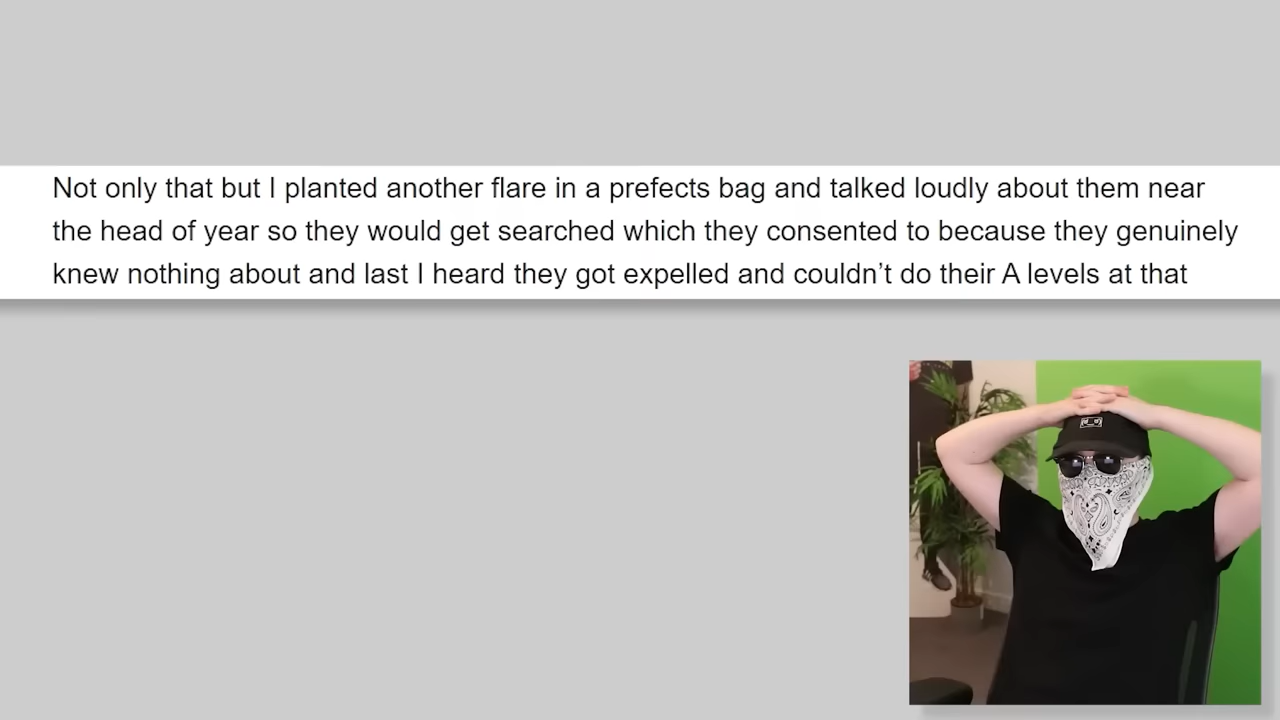 Not only that but I planted another flare in a prefects bag and talked loudly about them near
the head of year so they would get searched which they consented to because they genuinely
knew nothing about and last I heard they got expelled and couldn’t do their A levels at that